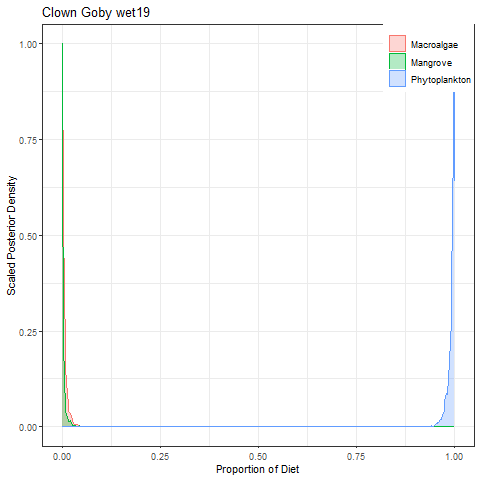 Clown Goby wet19
Macroalgae
Mangrove
Phytoplankton
1.00
0.75
0.50
0.25
0.00
Scaled Posterior Density
0.00 0.25 0.50 0.75 1.00
Proportion of Diet